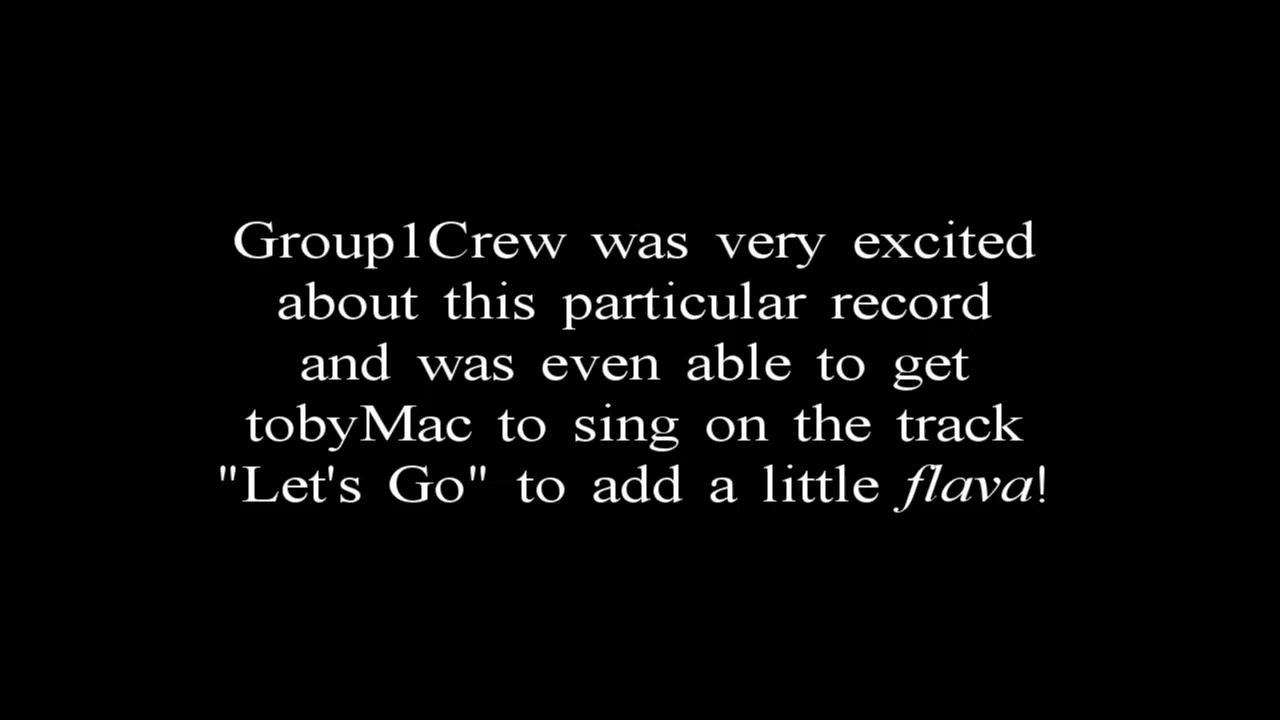 Group1Crew was very excited
about this particular record
and was even able to get
tobyMac to sing on the track
"Let's Go" to add a little flava!